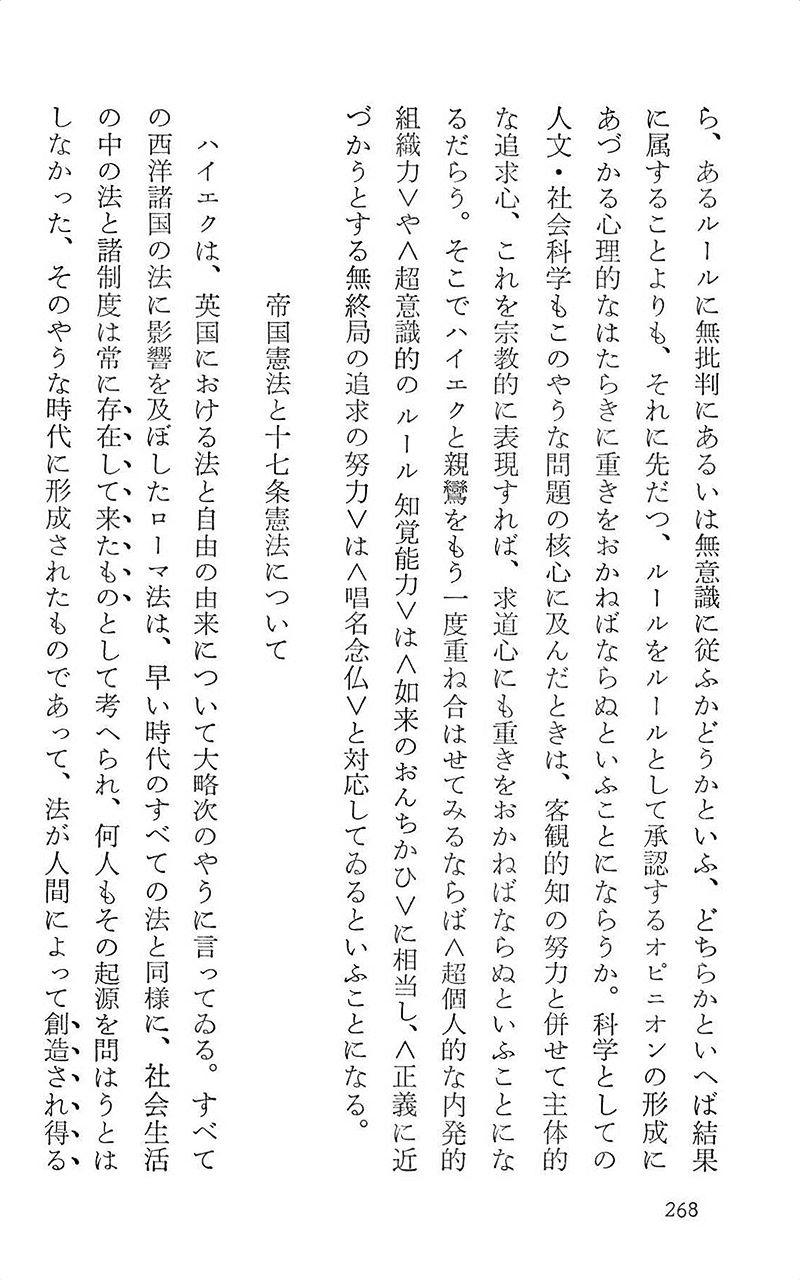 ら、あるルールに無批判にあるいは無意識に従ふかどうかといふ、どちらかといへば結果
に属することよりも、それに先だつ、ルールをルールとして承認するオピニオンの形成に
あづかる心理的なはたらきに重きをおかねばならぬといふことにならうか。科学としての
人文・社会科学もこのやうな問題の核心に及んだときは、客観的知の努力と併せて主体的
な追求心、これを宗教的に表現すれば、求道心にも重きをおかねばならぬといふことにな
るだらう。そこでハイエクと親鸞をもう一度重ね合はせてみるならば＜超個人的な内発的
組織力＞や＜超意識的のルール知覚能力＞は＜如来のおんちかひ＞に相当し、＜正義に近
づかうとする無終局の追求の努力＞は＜唱名念仏＞と対応してゐるといふことになる。
帝国憲法と十七条憲法について
ハイエクは、英国における法と自由の由来について大略次のやうに言ってゐる。すべて
の西洋諸国の法に影響を及ぼしたローマ法は、早い時代のすべての法と同様に、社会生活
の中の法と諸制度は常に存在して来たものとして考へられ、何人もその起源を問はうとは
しなかった、そのやうな時代に形成されたものであって、法が人間によって創造され得る
268